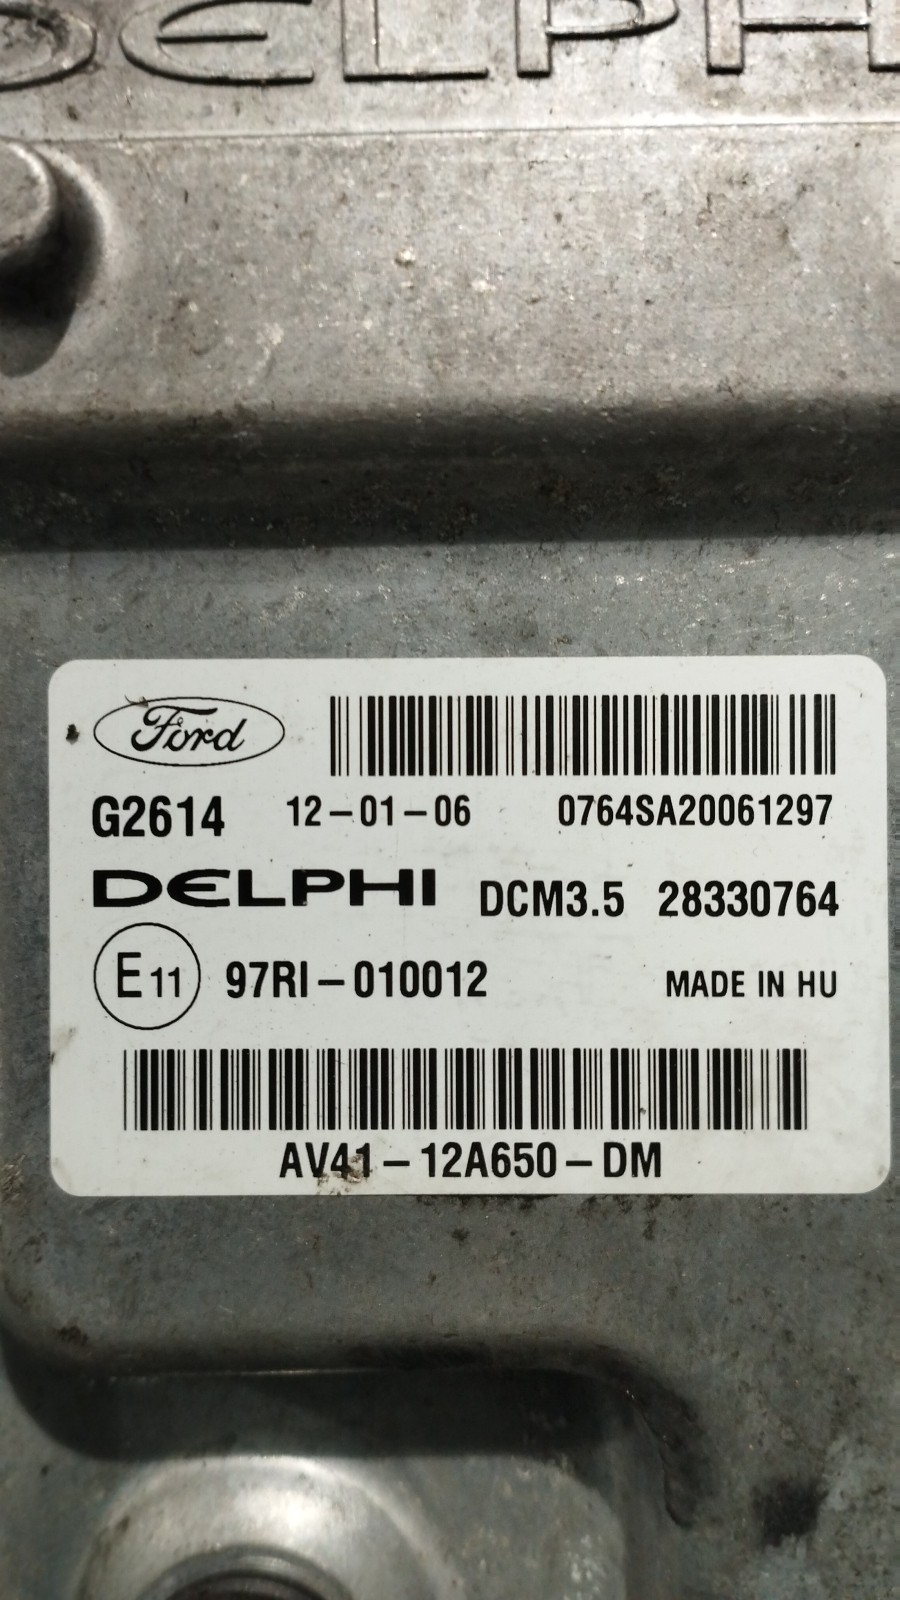 DELPHI
Ford
G2614 12-01-06 0764SA20061297
DELPHI DCM3.5 28330764
E11 97RI-010012 MADE IN HU
AV41-12A650-DM